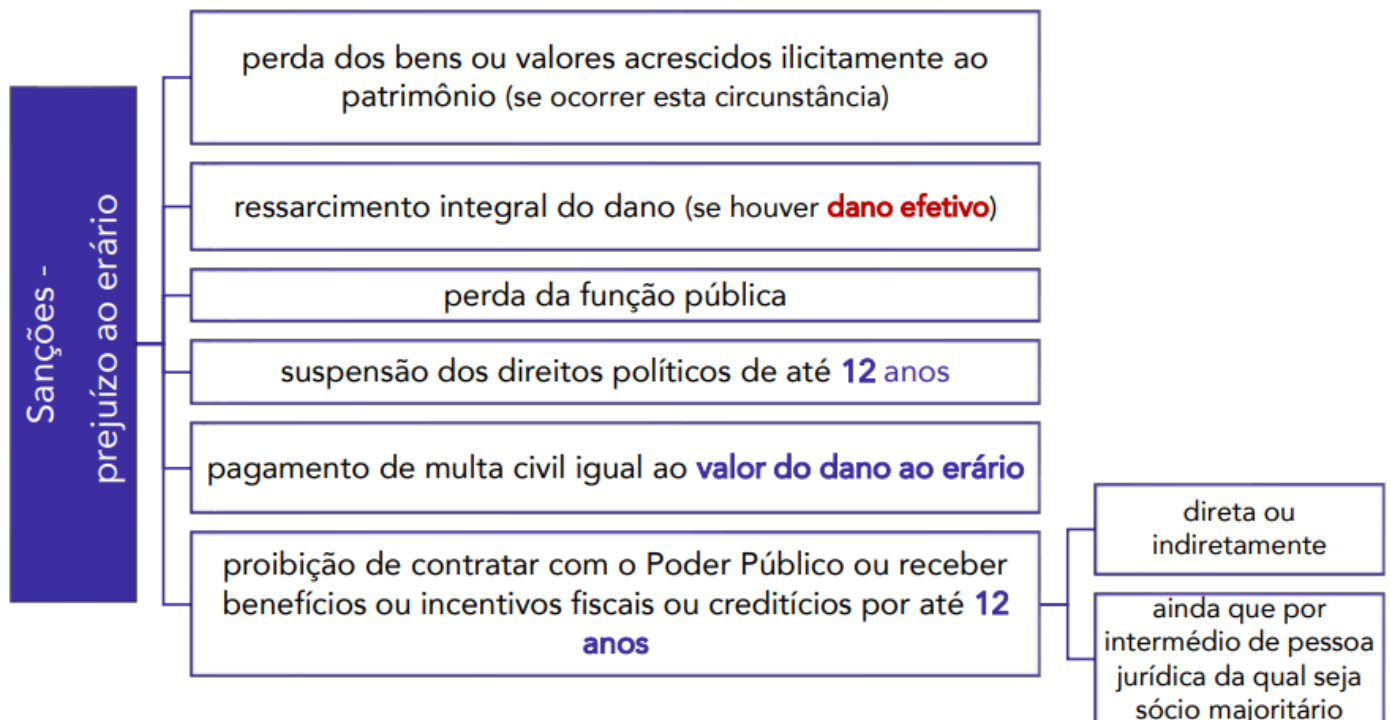 Sanções -
prejuízo ao erário
perda dos bens ou valores acrescidos ilicitamente ao
patrimônio (se ocorrer esta circunstância)
ressarcimento integral do dano (se houver dano efetivo)
perda da função pública
suspensão dos direitos políticos de até 12 anos
pagamento de multa civil igual ao valor do dano ao erário
proibição de contratar com o Poder Público ou receber
benefícios ou incentivos fiscais ou creditícios por até 12
anos
direta ou
indiretamente
ainda que por
intermédio de pessoa
jurídica da qual seja
sócio majoritário